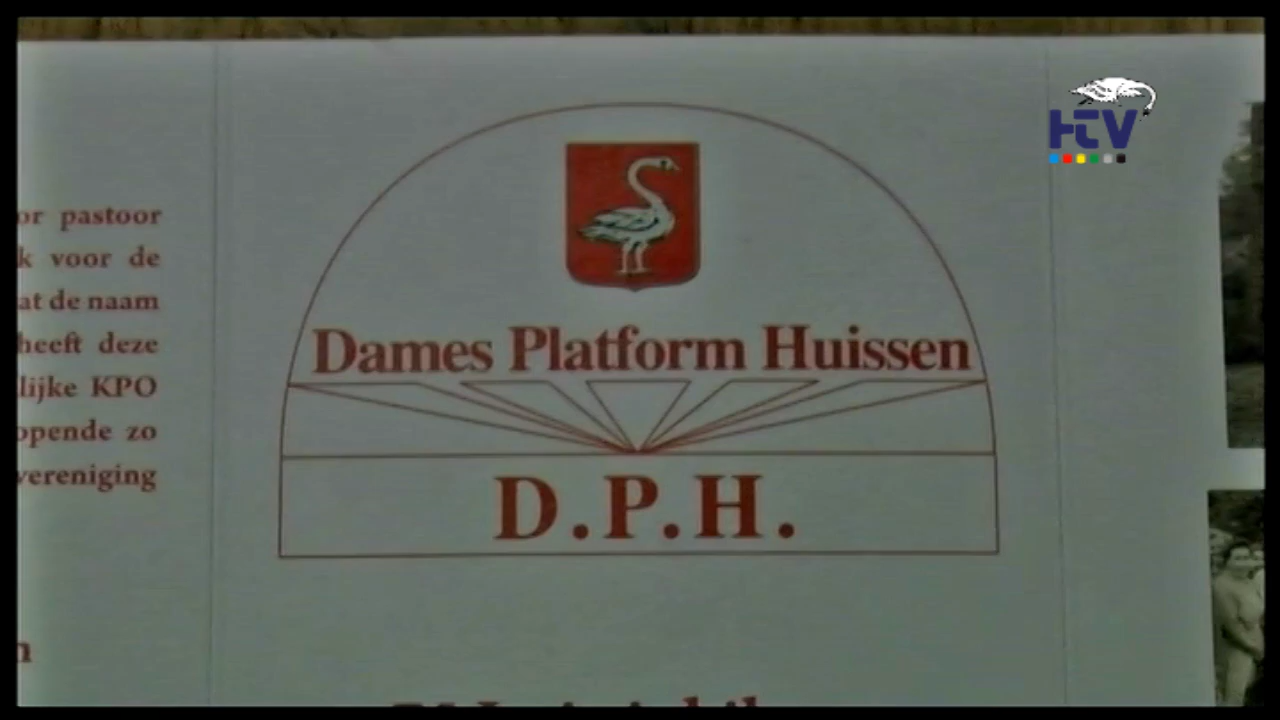 or pastoor
k voor de
at de naam
heeft deze
lijke KPO
opende zo
vereniging
Dames Platform Huissen
D.P.H.
HTV